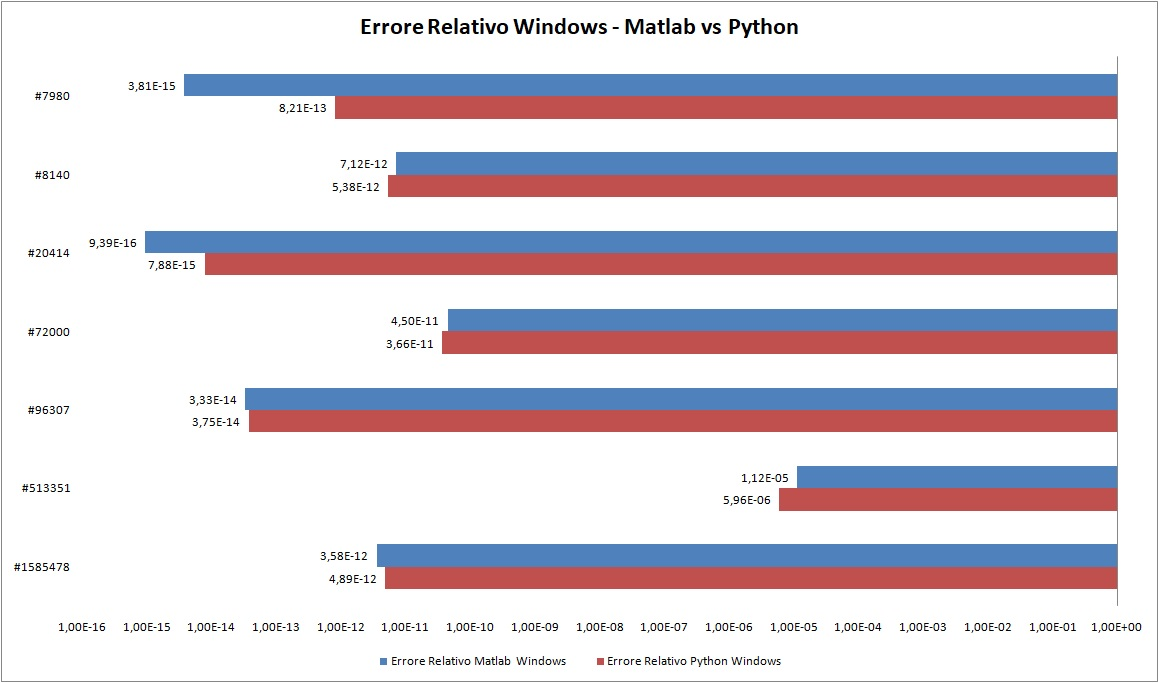 Errore Relativo Windows - Matlab vs Python
#7980
3,81E-15
8,21E-13
#8140
7,12E-12
5,38E-12
#20414
9,39E-16
7,88E-15
#72000
4,50E-11
3,66E-11
#96307
3,33E-14
3,75E-14
#513351
1,12E-05
5,96E-06
#1585478
3,58E-12
4,89E-12
1,00E-16 1,00E-15 1,00E-14 1,00E-13 1,00E-12 1,00E-11 1,00E-10 1,00E-09 1,00E-08 1,00E-07 1,00E-06 1,00E-05 1,00E-04 1,00E-03 1,00E-02 1,00E-01 1,00E+00
Errore Relativo Matlab Windows Errore Relativo Python Windows